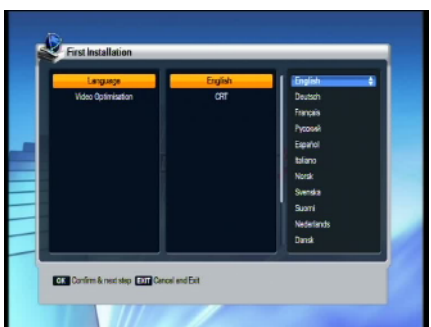 First Installation
Language English English
Video Optimisation CRT Deutsch
Français
Русский
Español
Italiano
Norsk
Svenska
Suomi
Nederlands
Dansk
OK Confirm & next step EXIT Cancel and Exit